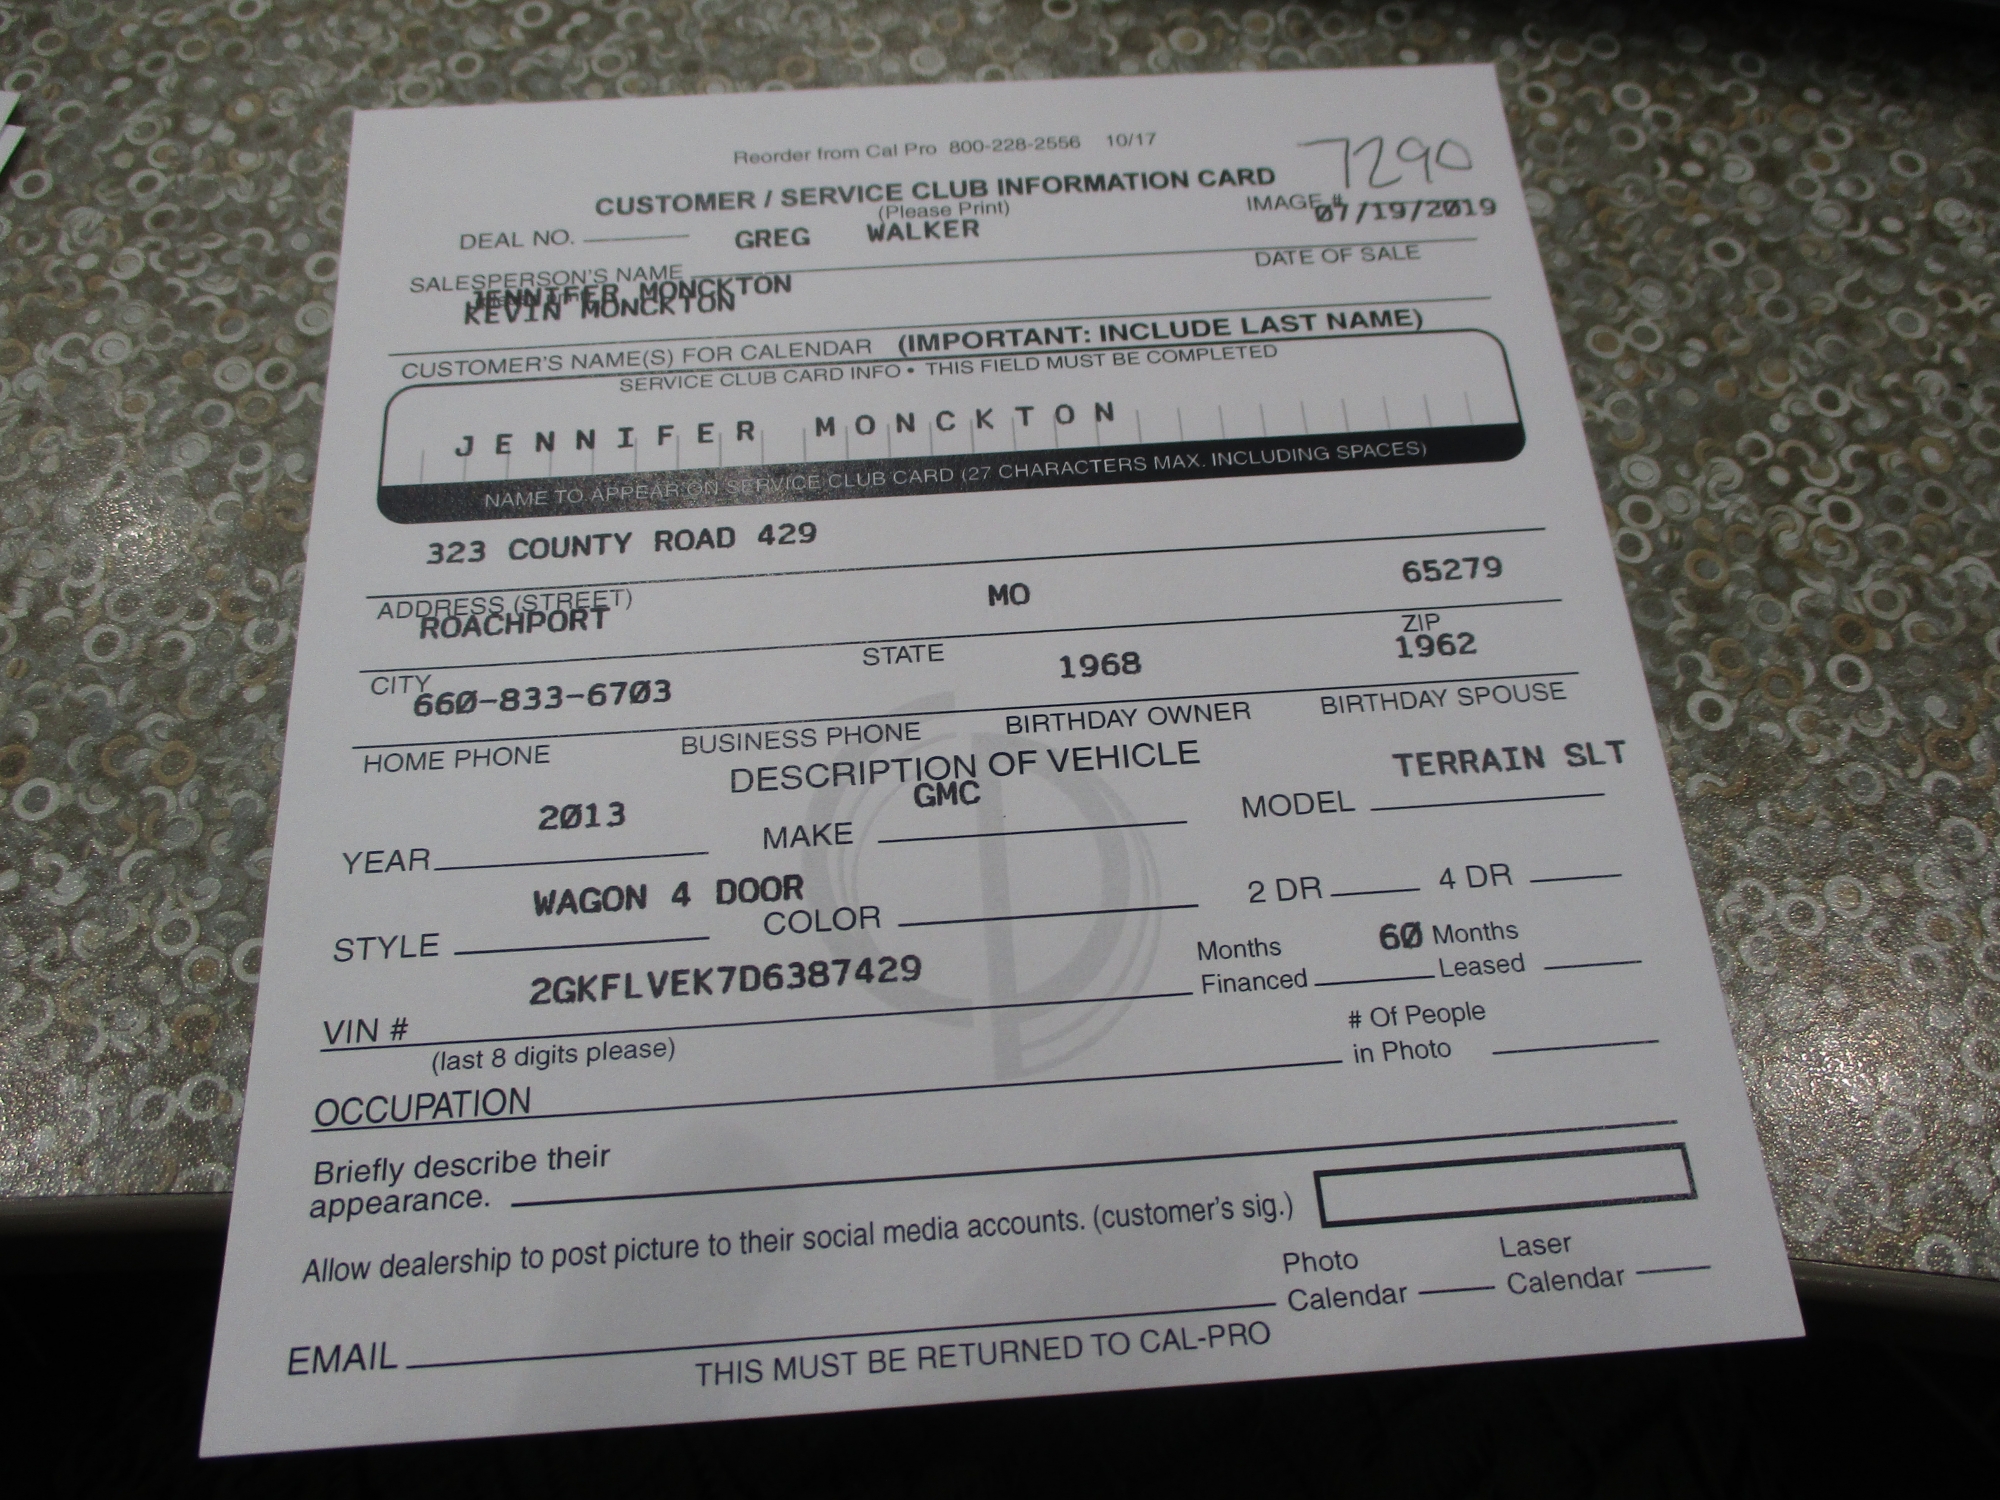 Reorder from Cal Pro 800-228-2556 10/17
7290
CUSTOMER / SERVICE CLUB INFORMATION CARD
(Please Print)
IMAGE #
07/19/2019
DEAL NO. GREG WALKER
SALESPERSON'S NAME DATE OF SALE
JENNIFER MONCKTON
KEVIN MONCKTON
CUSTOMER'S NAME(S) FOR CALENDAR (IMPORTANT: INCLUDE LAST NAME)
SERVICE CLUB CARD INFO • THIS FIELD MUST BE COMPLETED
JENNIFER MONCKTON
NAME TO APPEAR ON SERVICE CLUB CARD (27 CHARACTERS MAX. INCLUDING SPACES)
323 COUNTY ROAD 429
ADDRESS (STREET)
ROACHPORT MO 65279
CITY STATE ZIP
660-833-6703 1968 1962
HOME PHONE BUSINESS PHONE BIRTHDAY OWNER BIRTHDAY SPOUSE
DESCRIPTION OF VEHICLE
2013 GMC TERRAIN SLT
YEAR MAKE MODEL
WAGON 4 DOOR
STYLE COLOR 2 DR 4 DR
2GKFLVEK7D6387429
Months Financed 60 Months Leased
VIN #
(last 8 digits please)
# Of People in Photo
OCCUPATION
Briefly describe their
appearance.
Allow dealership to post picture to their social media accounts. (customer's sig.)
Photo Calendar Laser Calendar
EMAIL
THIS MUST BE RETURNED TO CAL-PRO